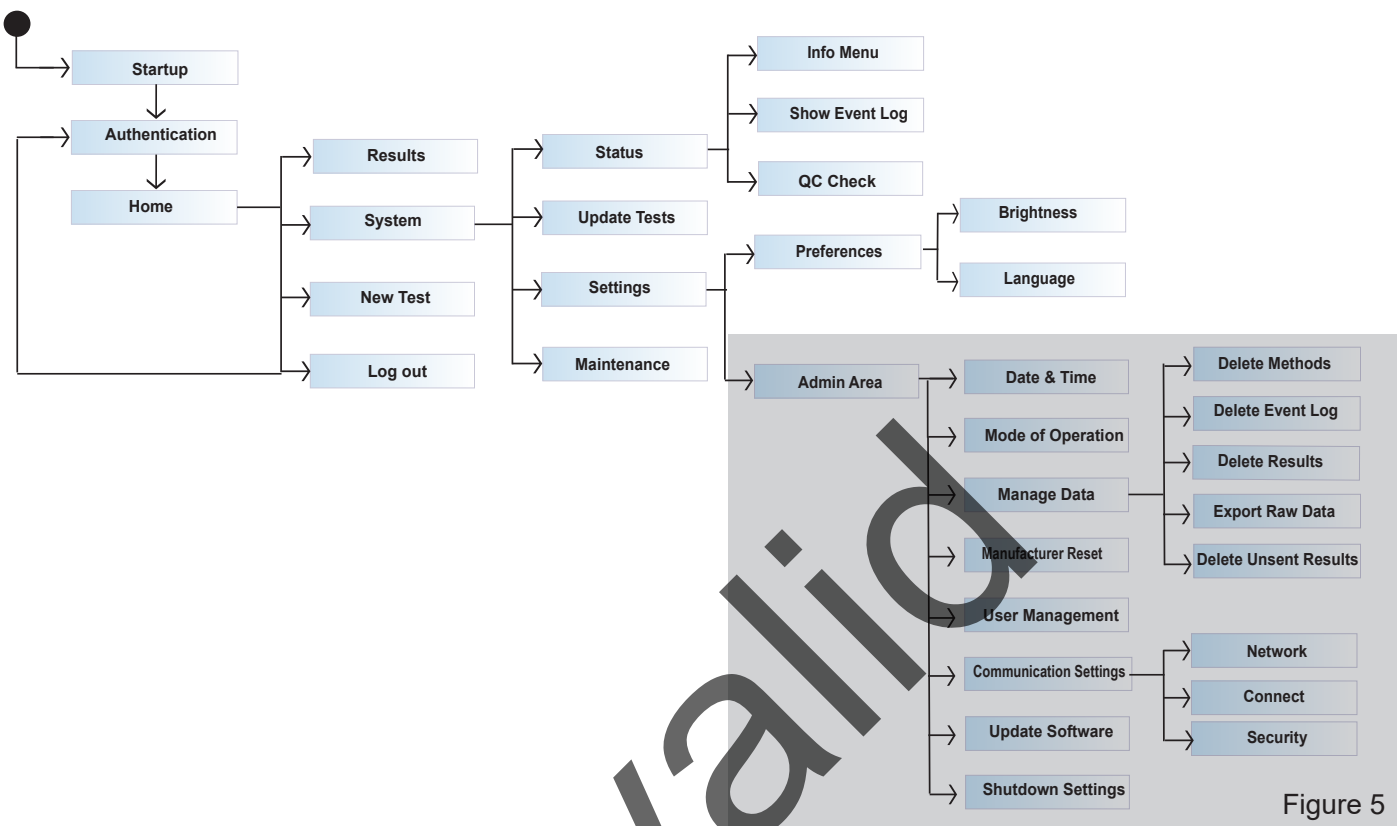 Startup
Authentication
Home
Results
System
New Test
Log out
Status
Update Tests
Settings
Maintenance
Info Menu
Show Event Log
QC Check
Preferences
Brightness
Language
Admin Area
Date & Time
Mode of Operation
Manage Data
Manufacturer Reset
User Management
Communication Settings
Update Software
Shutdown Settings
Delete Methods
Delete Event Log
Delete Results
Export Raw Data
Delete Unsent Results
Network
Connect
Security
Figure 5
valid